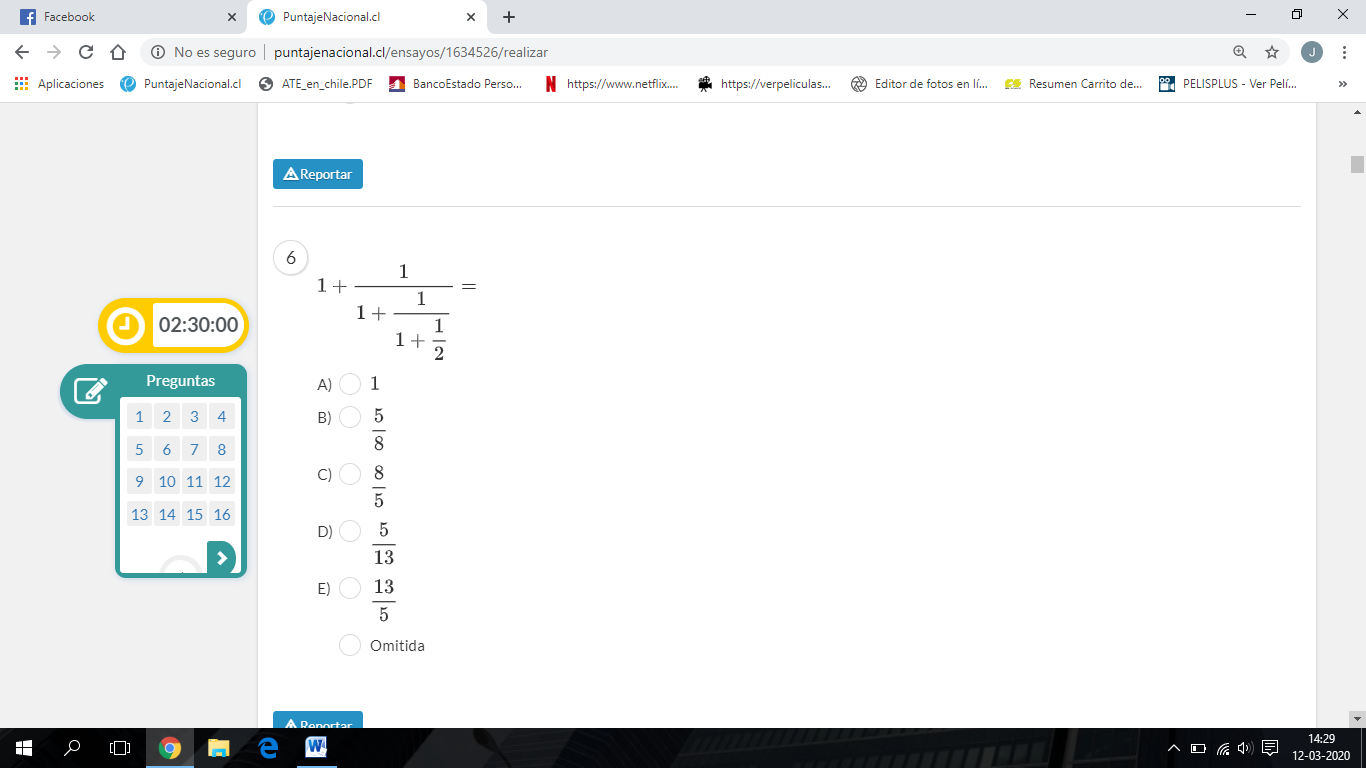 Facebook
PuntajeNacional.cl
No es seguro | puntajenacional.cl/ensayos/1634526/realizar
J
Aplicaciones PuntajeNacional.cl ATE_en_chile.PDF BancoEstado Perso... N https://www.netflix.... https://verpeliculas... Editor de fotos en lí... Resumen Carrito de... PELISPLUS - Ver Pelí... »
Reportar
6
1 + 1/(1 + 1/(1 + 1/2)) =
A) 1
B) 5/8
C) 8/5
D) 5/13
E) 13/5
Omitida
Reportar
02:30:00
Preguntas
1 2 3 4
5 6 7 8
9 10 11 12
13 14 15 16
14:29
12-03-2020